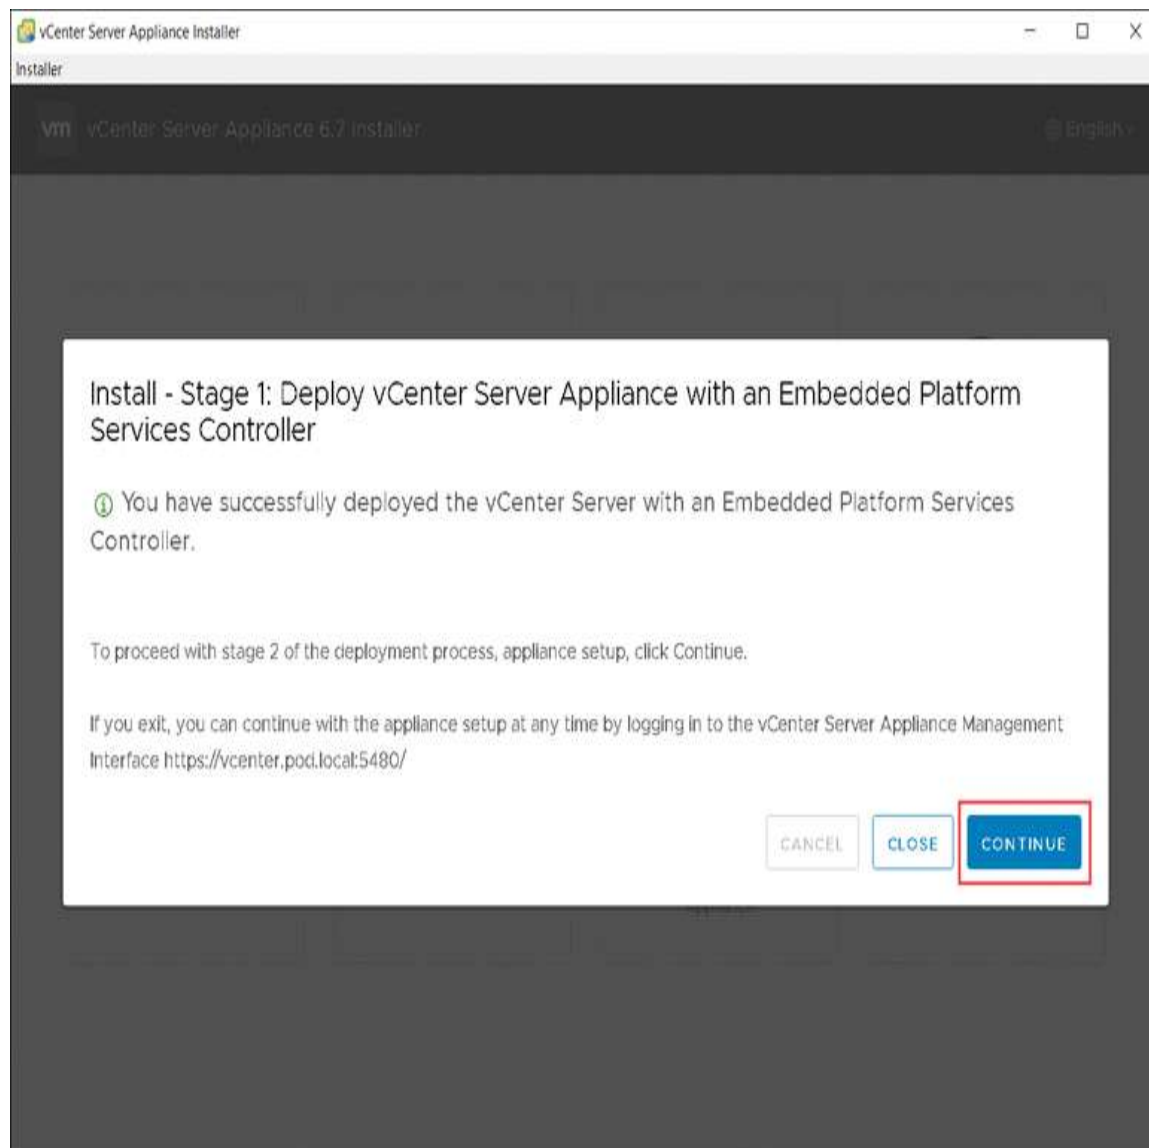 vCenter Server Appliance Installer
Installer
vm vCenter Server Appliance 6.7 Installer English
Install - Stage 1: Deploy vCenter Server Appliance with an Embedded Platform
Services Controller
You have successfully deployed the vCenter Server with an Embedded Platform Services
Controller.
To proceed with stage 2 of the deployment process, appliance setup, click Continue.
If you exit, you can continue with the appliance setup at any time by logging in to the vCenter Server Appliance Management
Interface https://vcenter.pod.local:5480/
CANCEL CLOSE CONTINUE